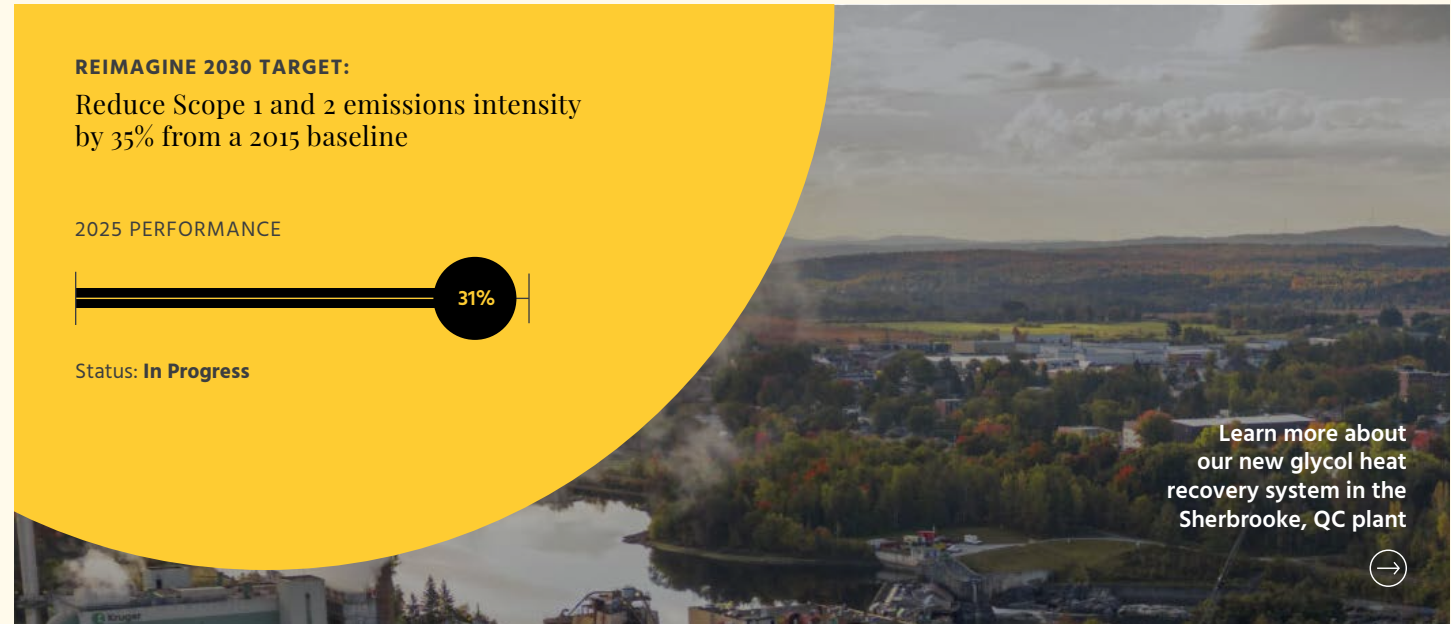 REIMAGINE 2030 TARGET:
Reduce Scope 1 and 2 emissions intensity
by 35% from a 2015 baseline
2025 PERFORMANCE
31%
Status: In Progress
Learn more about
our new glycol heat
recovery system in the
Sherbrooke, QC plant
Kruger